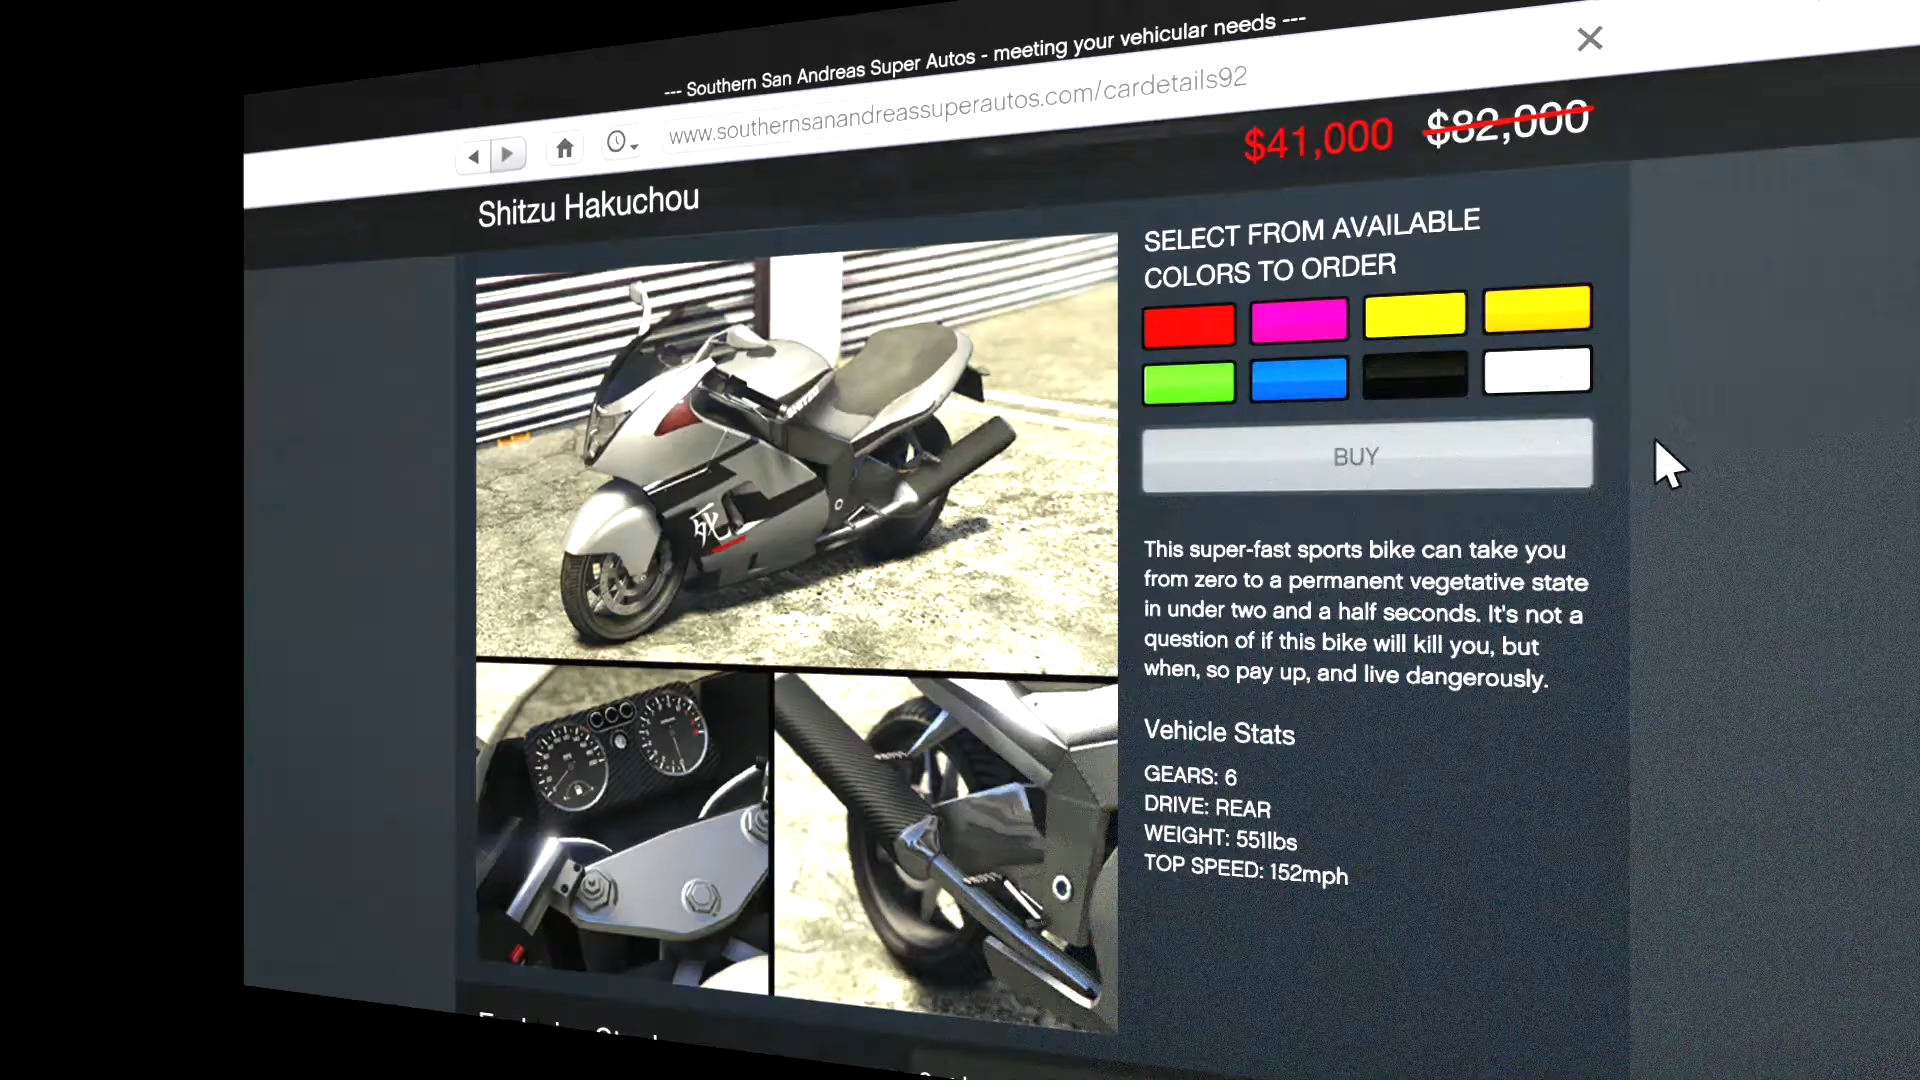 --- Southern San Andreas Super Autos - meeting your vehicular needs ---
www.southernsanandreassuperautos.com/cardetails92
$41,000 $82,000
Shitzu Hakuchou
SELECT FROM AVAILABLE
COLORS TO ORDER
BUY
This super-fast sports bike can take you
from zero to a permanent vegetative state
in under two and a half seconds. It's not a
question of if this bike will kill you, but
when, so pay up, and live dangerously.
Vehicle Stats
GEARS: 6
DRIVE: REAR
WEIGHT: 551lbs
TOP SPEED: 152mph
SHITZU